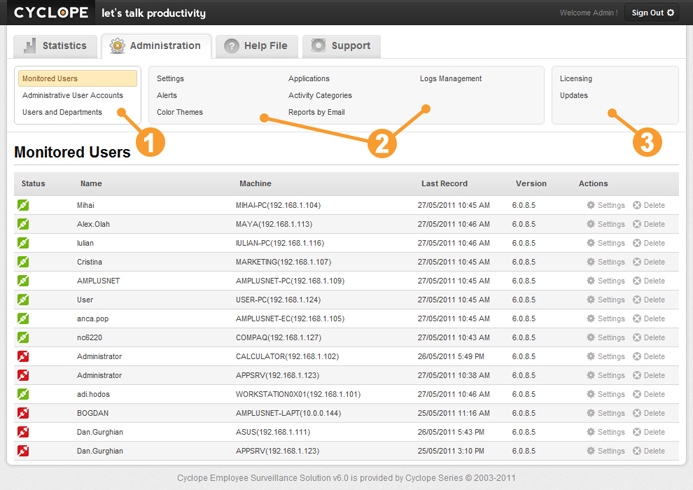 CYCLOPE let's talk productivity Welcome Admin ! Sign Out
Statistics Administration Help File Support
Monitored Users Settings Applications Logs Management Licensing
Administrative User Accounts Alerts Activity Categories Updates
Users and Departments Color Themes Reports by Email
1 2 3
Monitored Users
Status Name Machine Last Record Version Actions
Mihai MIHAI-PC(192.168.1.104) 27/05/2011 10:45 AM 6.0.8.5 Settings Delete
Alex.Olah MAYA(192.168.1.113) 27/05/2011 10:46 AM 6.0.8.5 Settings Delete
Iulian IULIAN-PC(192.168.1.116) 27/05/2011 10:46 AM 6.0.8.5 Settings Delete
Cristina MARKETING(192.168.1.107) 27/05/2011 10:46 AM 6.0.8.5 Settings Delete
AMPLUSNET AMPLUSNET-PC(192.168.1.109) 27/05/2011 10:45 AM 6.0.8.5 Settings Delete
User USER-PC(192.168.1.124) 27/05/2011 10:45 AM 6.0.8.5 Settings Delete
anca.pop AMPLUSNET-EC(192.168.1.105) 27/05/2011 10:45 AM 6.0.8.5 Settings Delete
nc6220 COMPAQ(192.168.1.127) 27/05/2011 10:43 AM 6.0.8.5 Settings Delete
Administrator CALCULATOR(192.168.1.102) 26/05/2011 5:49 PM 6.0.8.5 Settings Delete
Administrator APPSRV(192.168.1.123) 27/05/2011 10:38 AM 6.0.8.5 Settings Delete
adi.hodos WORKSTATION0X01(192.168.1.101) 27/05/2011 10:46 AM 6.0.8.5 Settings Delete
BOGDAN AMPLUSNET-LAPT(10.0.0.144) 25/05/2011 11:16 AM 6.0.8.5 Settings Delete
Dan.Gurghian ASUS(192.168.1.111) 26/05/2011 5:43 PM 6.0.8.5 Settings Delete
Dan.Gurghian APPSRV(192.168.1.123) 25/05/2011 3:10 PM 6.0.8.5 Settings Delete
Cyclope Employee Surveillance Solution v6.0 is provided by Cyclope Series © 2003-2011